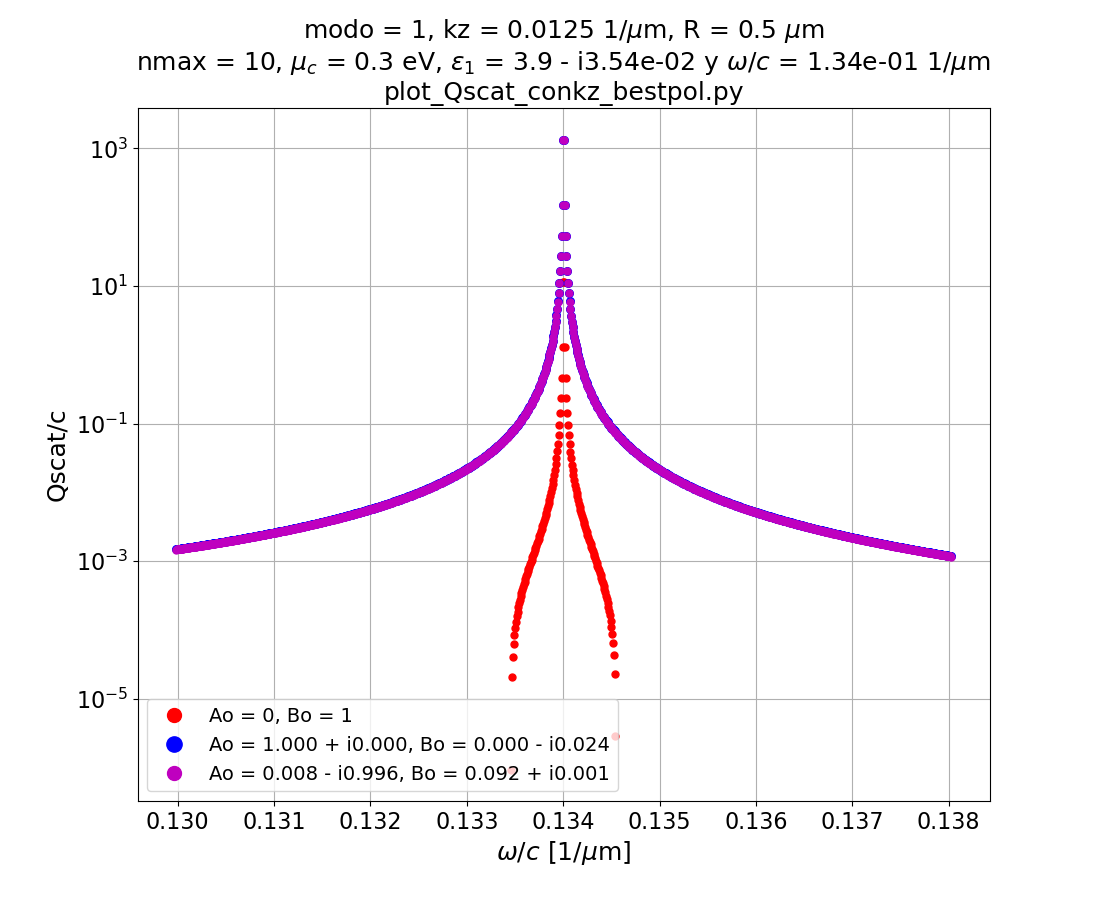 modo = 1, kz = 0.0125 1/μm, R = 0.5 μm
nmax = 10, μ_c = 0.3 eV, ε_1 = 3.9 - i3.54e-02 y ω/c = 1.34e-01 1/μm
plot_Qscat_conkz_bestpol.py
10^3
10^1
10^−1
10^−3
10^−5
Qscat/c
Ao = 0, Bo = 1
Ao = 1.000 + i0.000, Bo = 0.000 - i0.024
Ao = 0.008 - i0.996, Bo = 0.092 + i0.001
0.130 0.131 0.132 0.133 0.134 0.135 0.136 0.137 0.138
ω/c [1/μm]